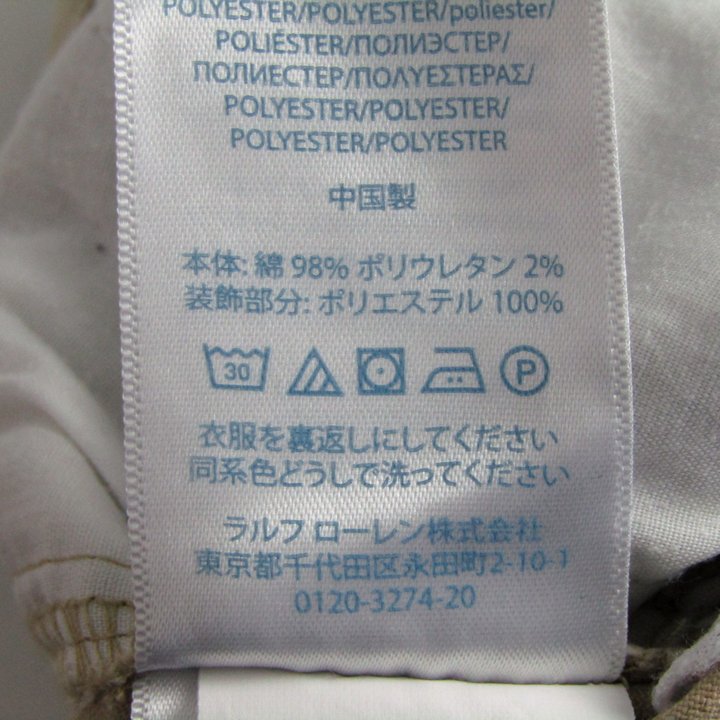 POLYESTER/POLYESTER/poliester/
POLIÉSTER/ПОЛИЭСТЕР/
ПОЛИЕСТЕР/ΠΟΛΥΕΣΤΕΡΑΣ/
POLYESTER/POLYESTER/
POLYESTER/POLYESTER
中国製
本体: 綿 98% ポリウレタン 2%
装飾部分: ポリエステル 100%
30 P
衣服を裏返しにしてください
同系色どうしで洗ってください
ラルフ ローレン株式会社
東京都千代田区永田町2-10-1
0120-3274-20